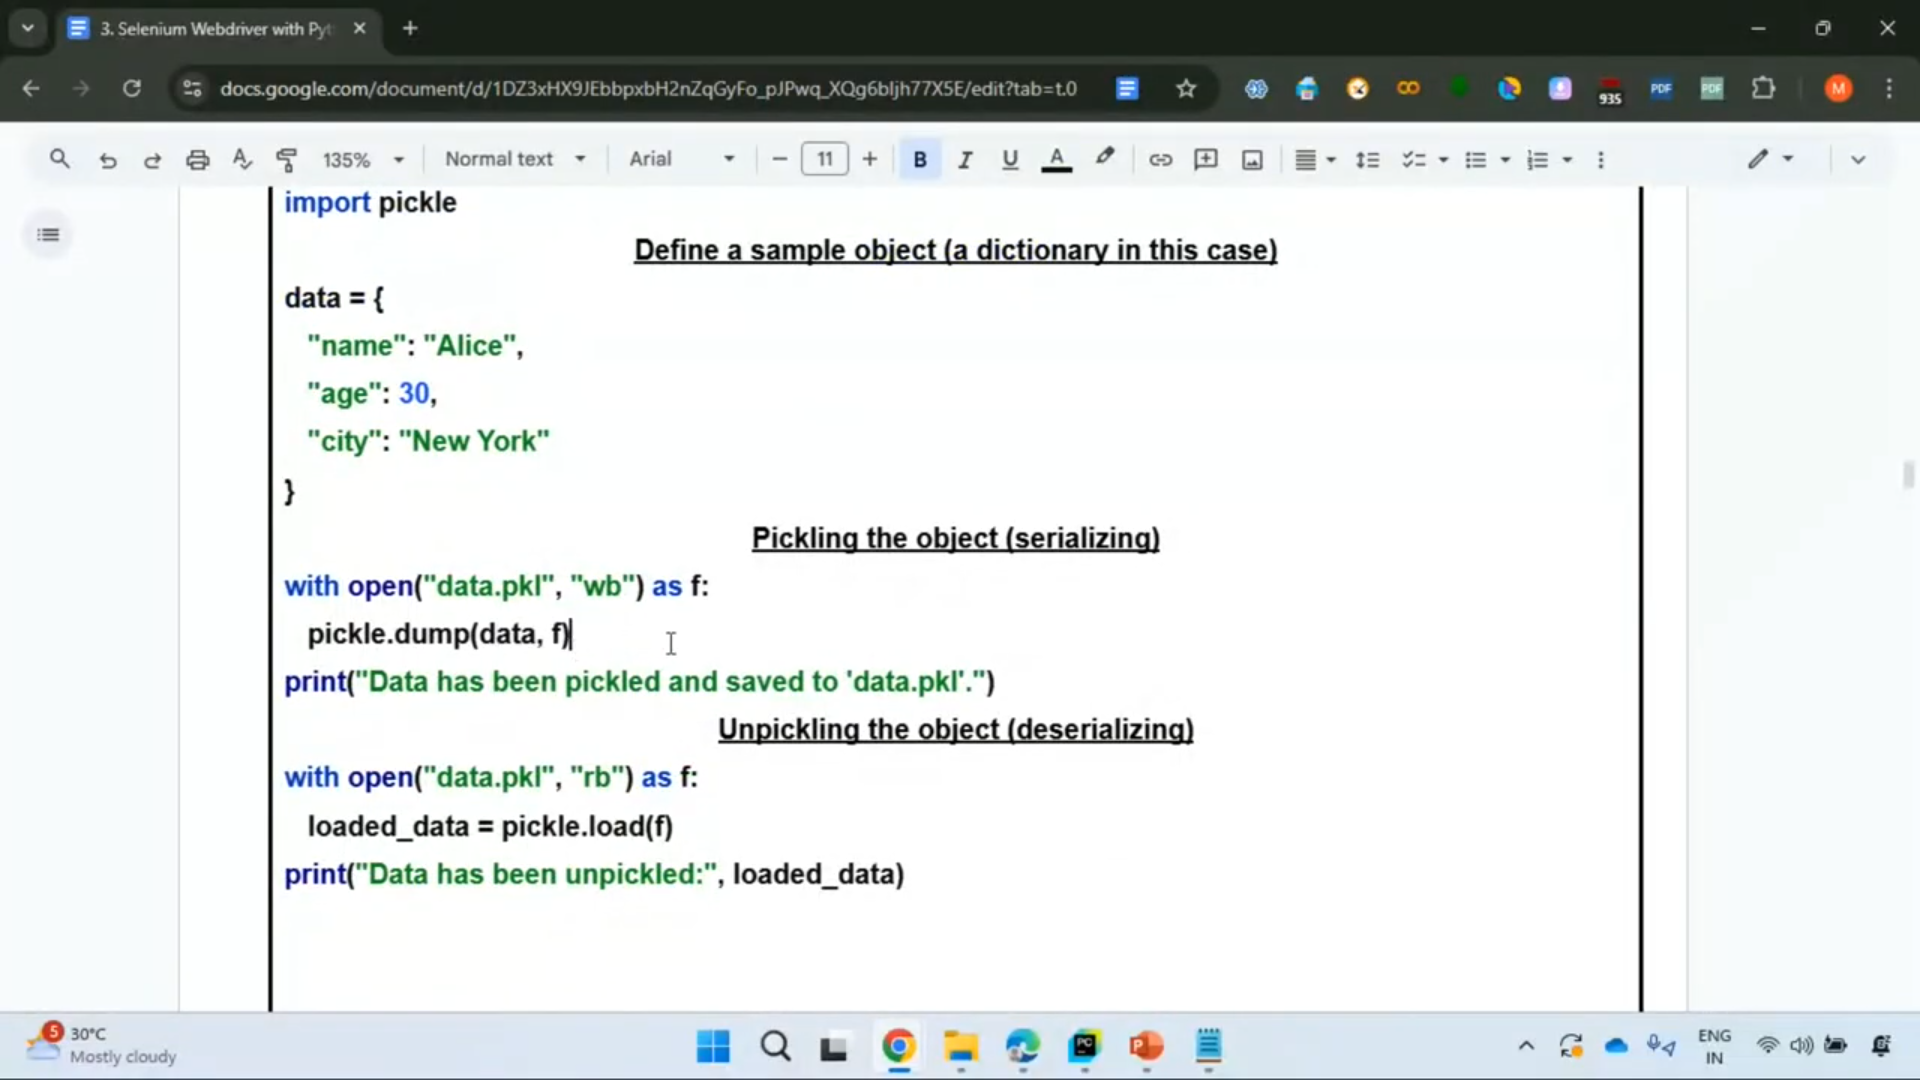 3. Selenium Webdriver with Pyt
docs.google.com/document/d/1DZ3xHX9JEbbpxbH2nZqGyFo_pJPwq_XQg6bljh77X5E/edit?tab=t.0
935
PDF
PDF
M
135%
Normal text
Arial
11
B
I
U
A
import pickle
Define a sample object (a dictionary in this case)
data = {
"name": "Alice",
"age": 30,
"city": "New York"
}
Pickling the object (serializing)
with open("data.pkl", "wb") as f:
pickle.dump(data, f)
print("Data has been pickled and saved to 'data.pkl'.")
Unpickling the object (deserializing)
with open("data.pkl", "rb") as f:
loaded_data = pickle.load(f)
print("Data has been unpickled:", loaded_data)
5
30°C
Mostly cloudy
PC
P
ENG
IN